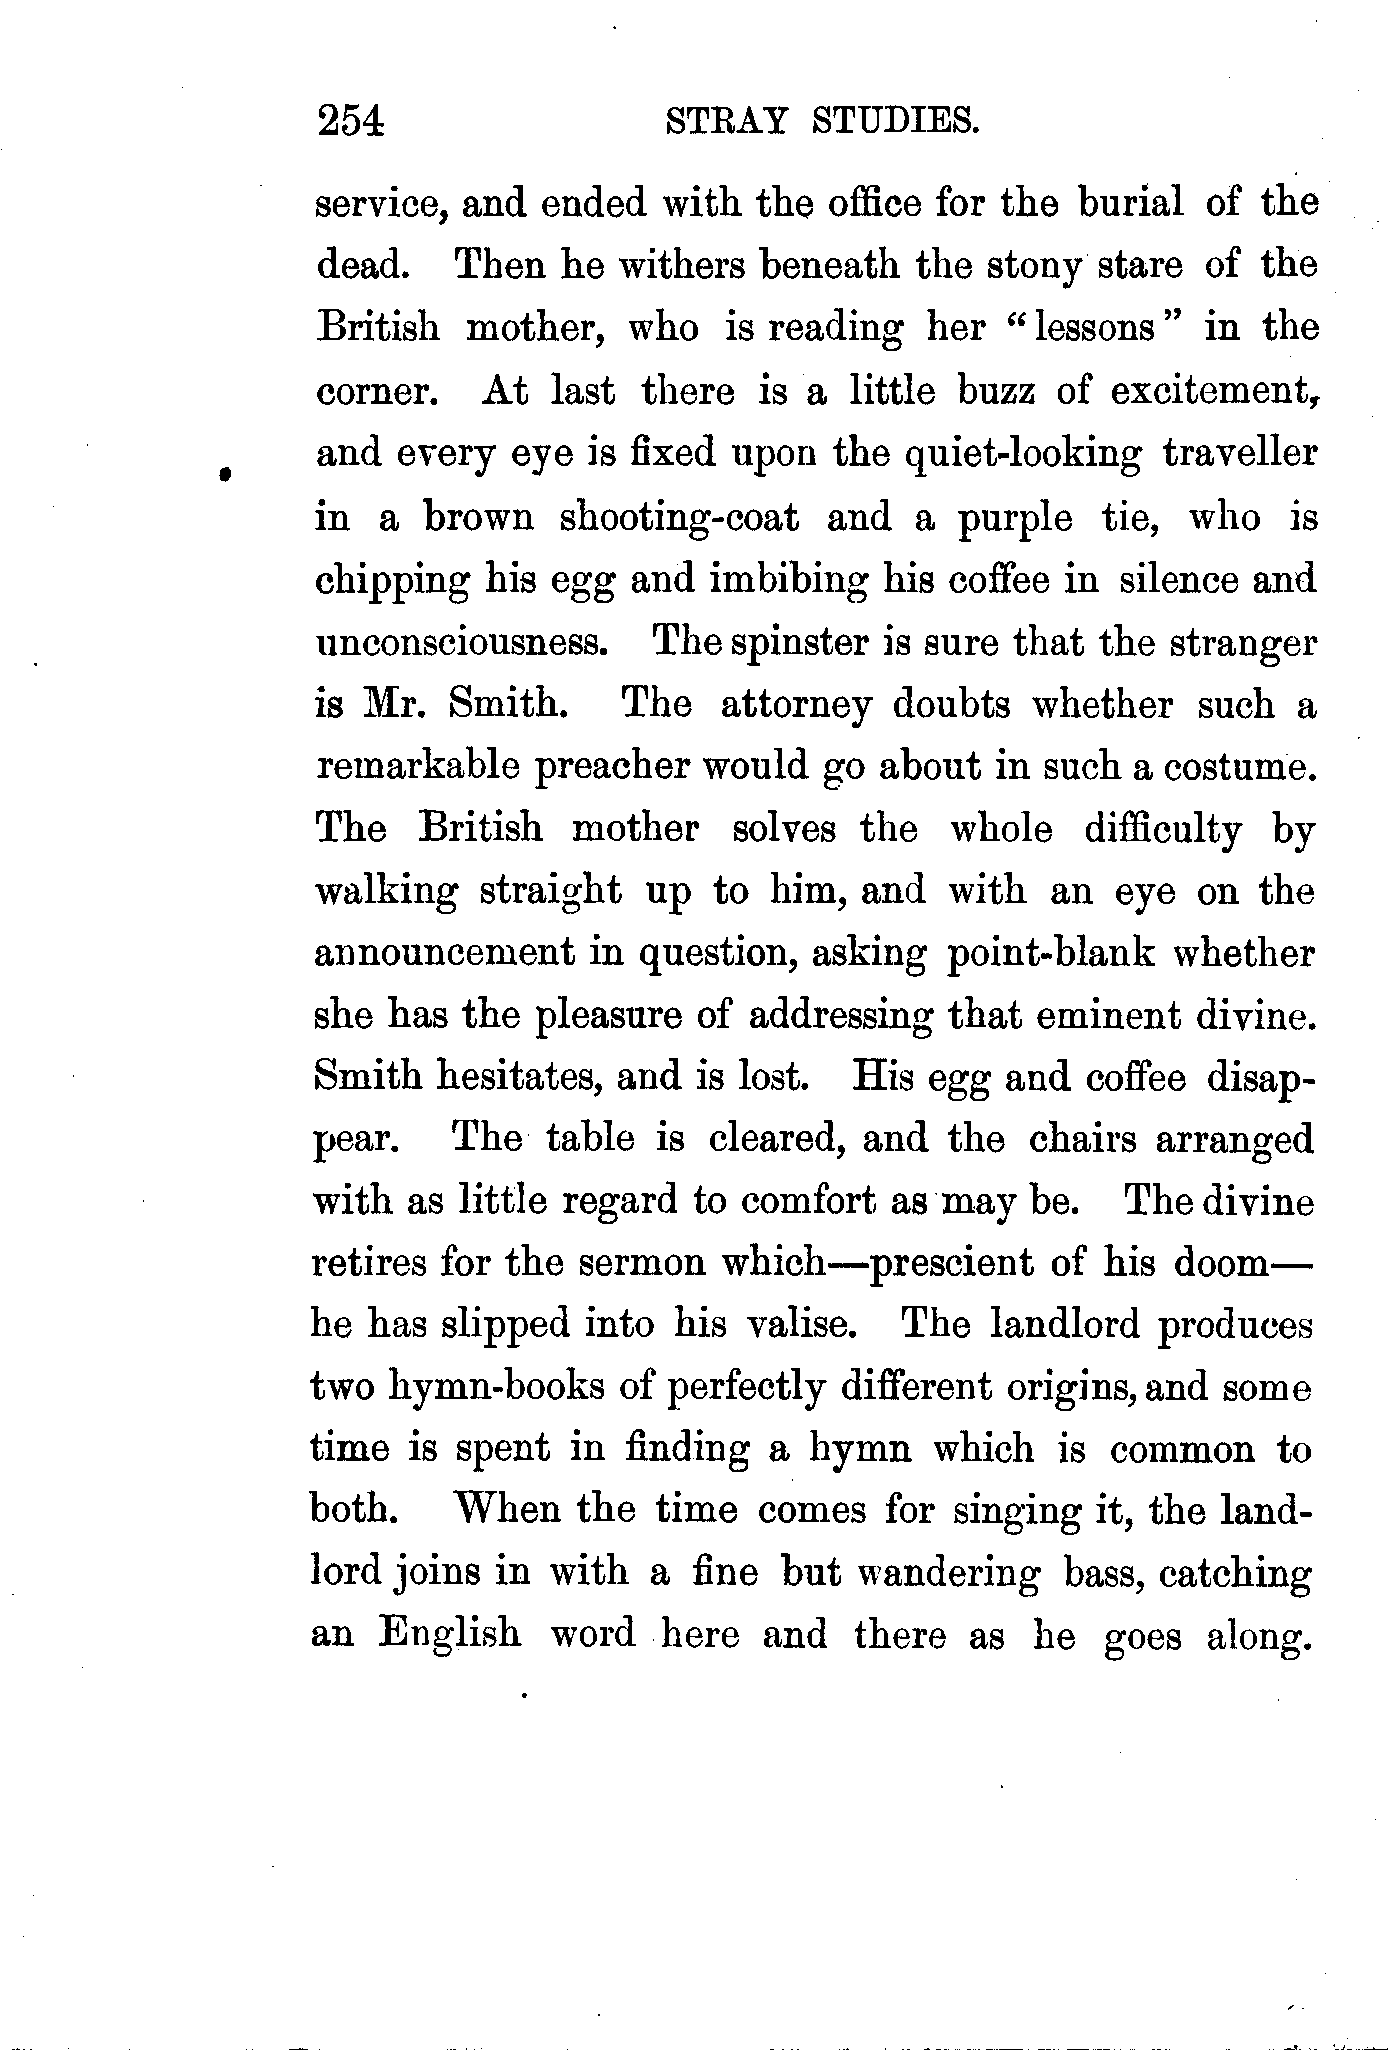 254 STRAY STUDIES.
service, and ended with the office for the burial of the
dead. Then he withers beneath the stony stare of the
British mother, who is reading her “lessons” in the
corner. At last there is a little buzz of excitement,
and every eye is fixed upon the quiet-looking traveller
in a brown shooting-coat and a purple tie, who is
chipping his egg and imbibing his coffee in silence and
unconsciousness. The spinster is sure that the stranger
is Mr. Smith. The attorney doubts whether such a
remarkable preacher would go about in such a costume.
The British mother solves the whole difficulty by
walking straight up to him, and with an eye on the
announcement in question, asking point-blank whether
she has the pleasure of addressing that eminent divine.
Smith hesitates, and is lost. His egg and coffee disap-
pear. The table is cleared, and the chairs arranged
with as little regard to comfort as may be. The divine
retires for the sermon which—prescient of his doom—
he has slipped into his valise. The landlord produces
two hymn-books of perfectly different origins, and some
time is spent in finding a hymn which is common to
both. When the time comes for singing it, the land-
lord joins in with a fine but wandering bass, catching
an English word here and there as he goes along.